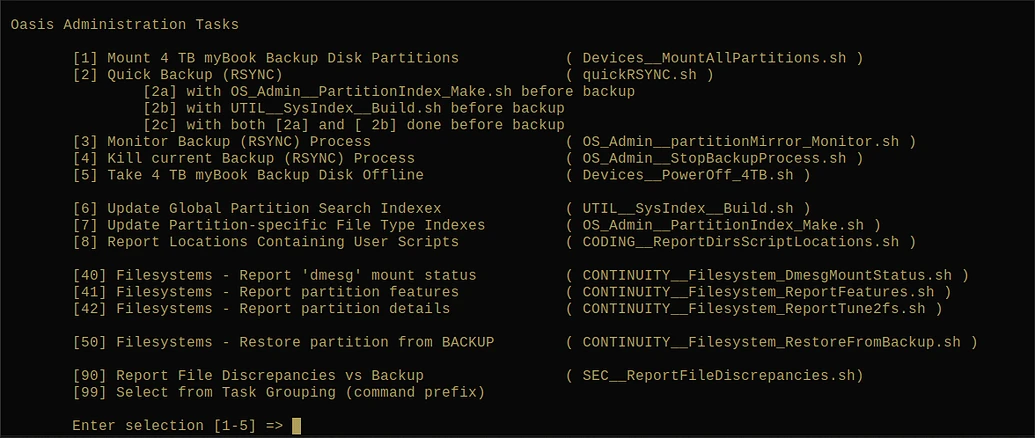 Oasis Administration Tasks
[1] Mount 4 TB myBook Backup Disk Partitions ( Devices__MountAllPartitions.sh )
[2] Quick Backup (RSYNC) ( quickRSYNC.sh )
[2a] with OS_Admin__PartitionIndex_Make.sh before backup
[2b] with UTIL__SysIndex__Build.sh before backup
[2c] with both [2a] and [ 2b] done before backup
[3] Monitor Backup (RSYNC) Process ( OS_Admin__partitionMirror_Monitor.sh )
[4] Kill current Backup (RSYNC) Process ( OS_Admin__StopBackupProcess.sh )
[5] Take 4 TB myBook Backup Disk Offline ( Devices__PowerOff_4TB.sh )
[6] Update Global Partition Search Indexex ( UTIL__SysIndex__Build.sh )
[7] Update Partition-specific File Type Indexes ( OS_Admin__PartitionIndex_Make.sh )
[8] Report Locations Containing User Scripts ( CODING__ReportDirsScriptLocations.sh )
[40] Filesystems - Report 'dmesg' mount status ( CONTINUITY__Filesystem_DmesgMountStatus.sh )
[41] Filesystems - Report partition features ( CONTINUITY__Filesystem_ReportFeatures.sh )
[42] Filesystems - Report partition details ( CONTINUITY__Filesystem_ReportTune2fs.sh )
[50] Filesystems - Restore partition from BACKUP ( CONTINUITY__Filesystem_RestoreFromBackup.sh )
[90] Report File Discrepancies vs Backup ( SEC__ReportFileDiscrepancies.sh)
[99] Select from Task Grouping (command prefix)
Enter selection [1-5] =>